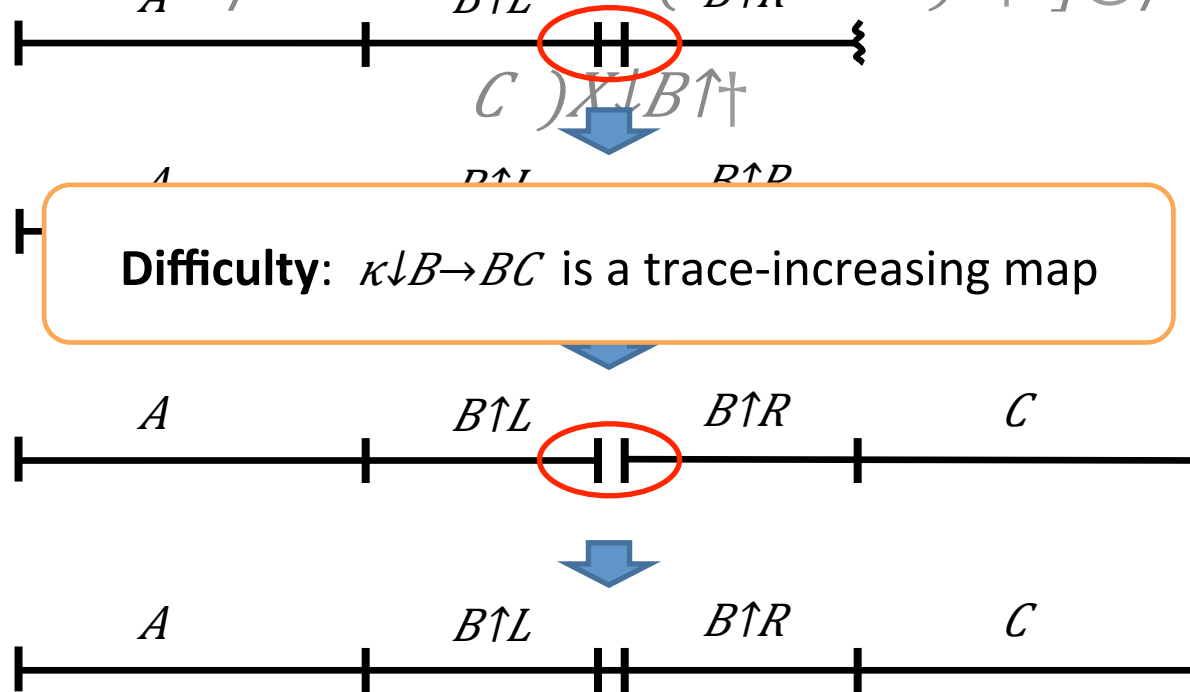 A B↑L B↑R
C )X↓B↑†
A B↑L B↑R
Difficulty: κ↓B→BC is a trace-increasing map
A B↑L B↑R C
A B↑L B↑R C